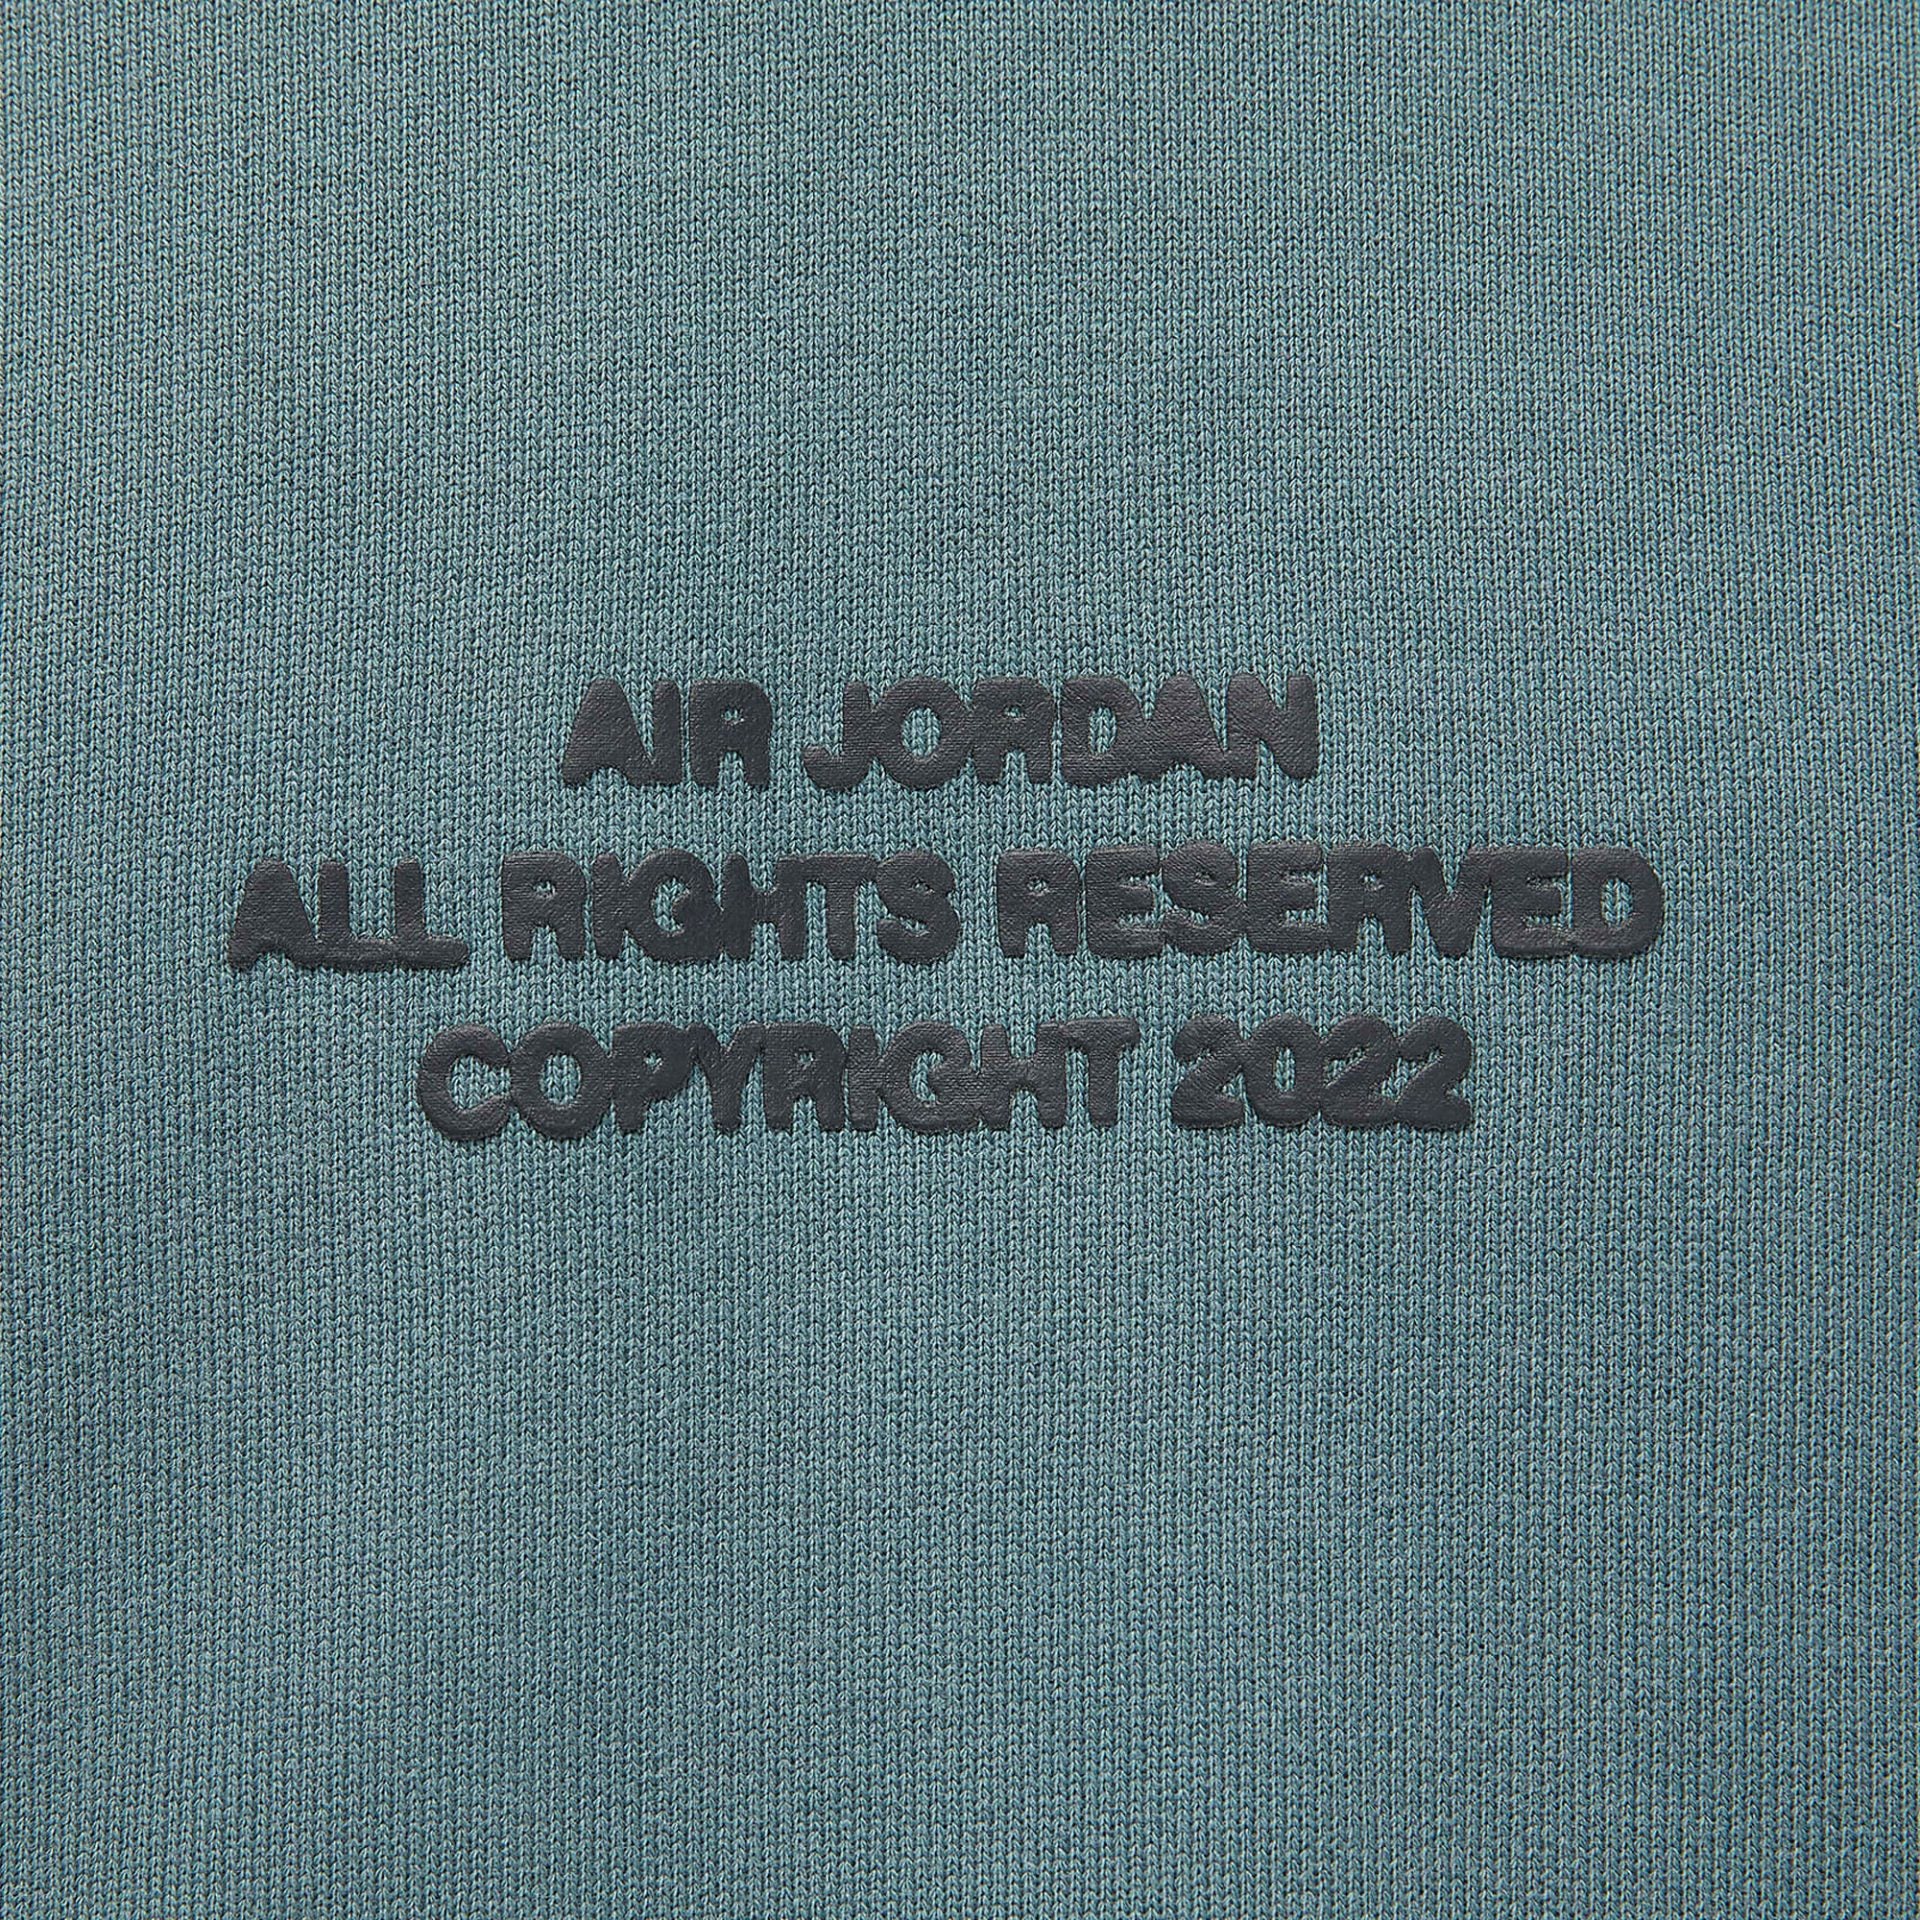 AIR JORDAN
ALL RIGHTS RESERVED
COPYRIGHT 2022